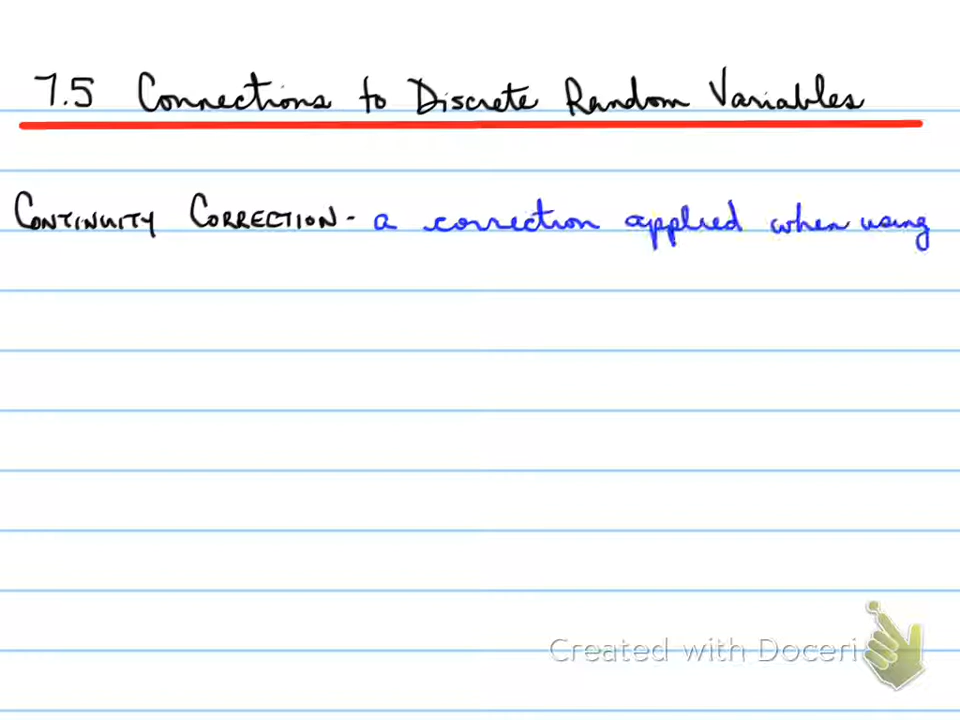 7.5 Connections to Discrete Random Variables
CONTINUITY CORRECTION - a correction applied when using
Created with Doceri